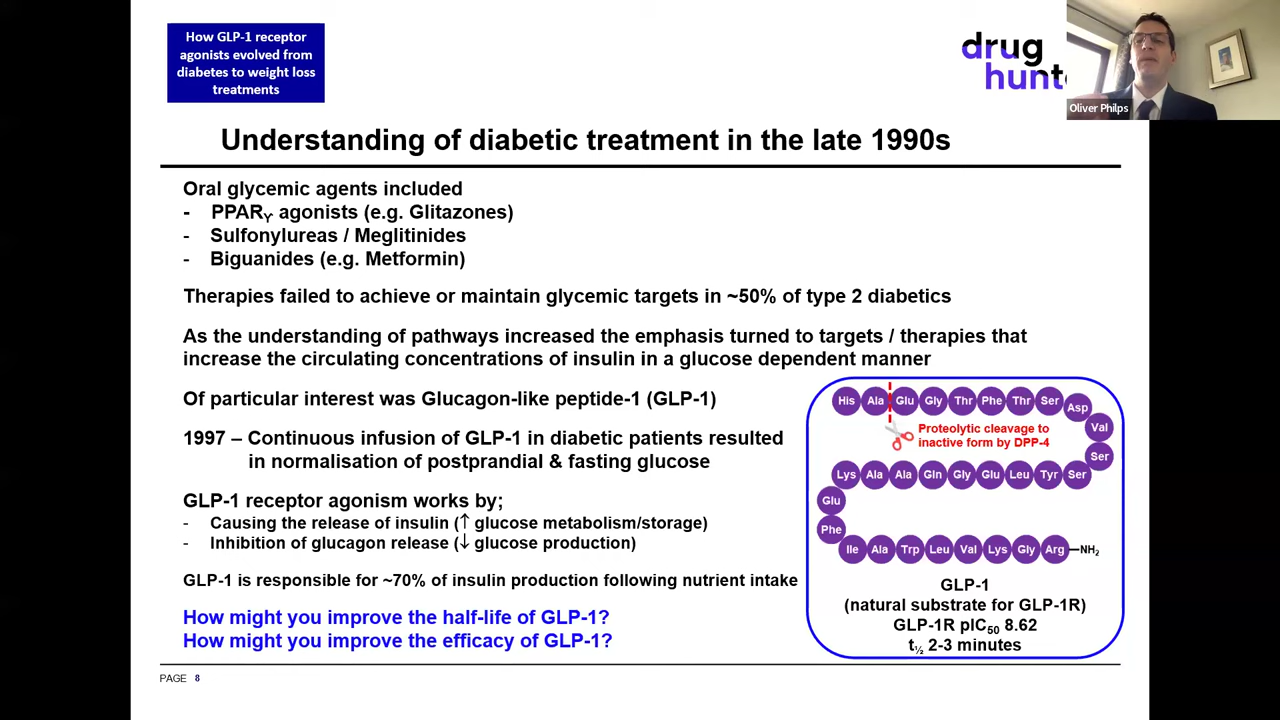 How GLP-1 receptor
agonists evolved from
diabetes to weight loss
treatments
drug
hunt
Oliver Philps
Understanding of diabetic treatment in the late 1990s
Oral glycemic agents included
- PPARγ agonists (e.g. Glitazones)
- Sulfonylureas / Meglitinides
- Biguanides (e.g. Metformin)
Therapies failed to achieve or maintain glycemic targets in ~50% of type 2 diabetics
As the understanding of pathways increased the emphasis turned to targets / therapies that
increase the circulating concentrations of insulin in a glucose dependent manner
Of particular interest was Glucagon-like peptide-1 (GLP-1)
1997 – Continuous infusion of GLP-1 in diabetic patients resulted
in normalisation of postprandial & fasting glucose
GLP-1 receptor agonism works by;
- Causing the release of insulin (↑ glucose metabolism/storage)
- Inhibition of glucagon release (↓ glucose production)
GLP-1 is responsible for ~70% of insulin production following nutrient intake
How might you improve the half-life of GLP-1?
How might you improve the efficacy of GLP-1?
His Ala Glu Gly Thr Phe Thr Ser Asp
Val
Proteolytic cleavage to
inactive form by DPP-4
Ser
Lys Ala Ala Gln Gly Glu Leu Tyr Ser
Glu
Phe
Ile Ala Trp Leu Val Lys Gly Arg NH₂
GLP-1
(natural substrate for GLP-1R)
GLP-1R pIC₅₀ 8.62
t½ 2-3 minutes
PAGE 8